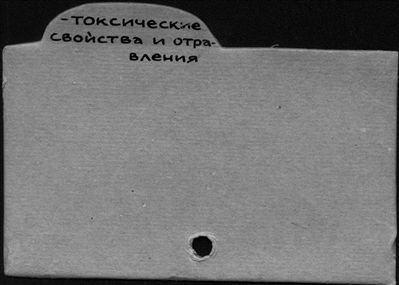 -токсические
свойства и отра-
вления